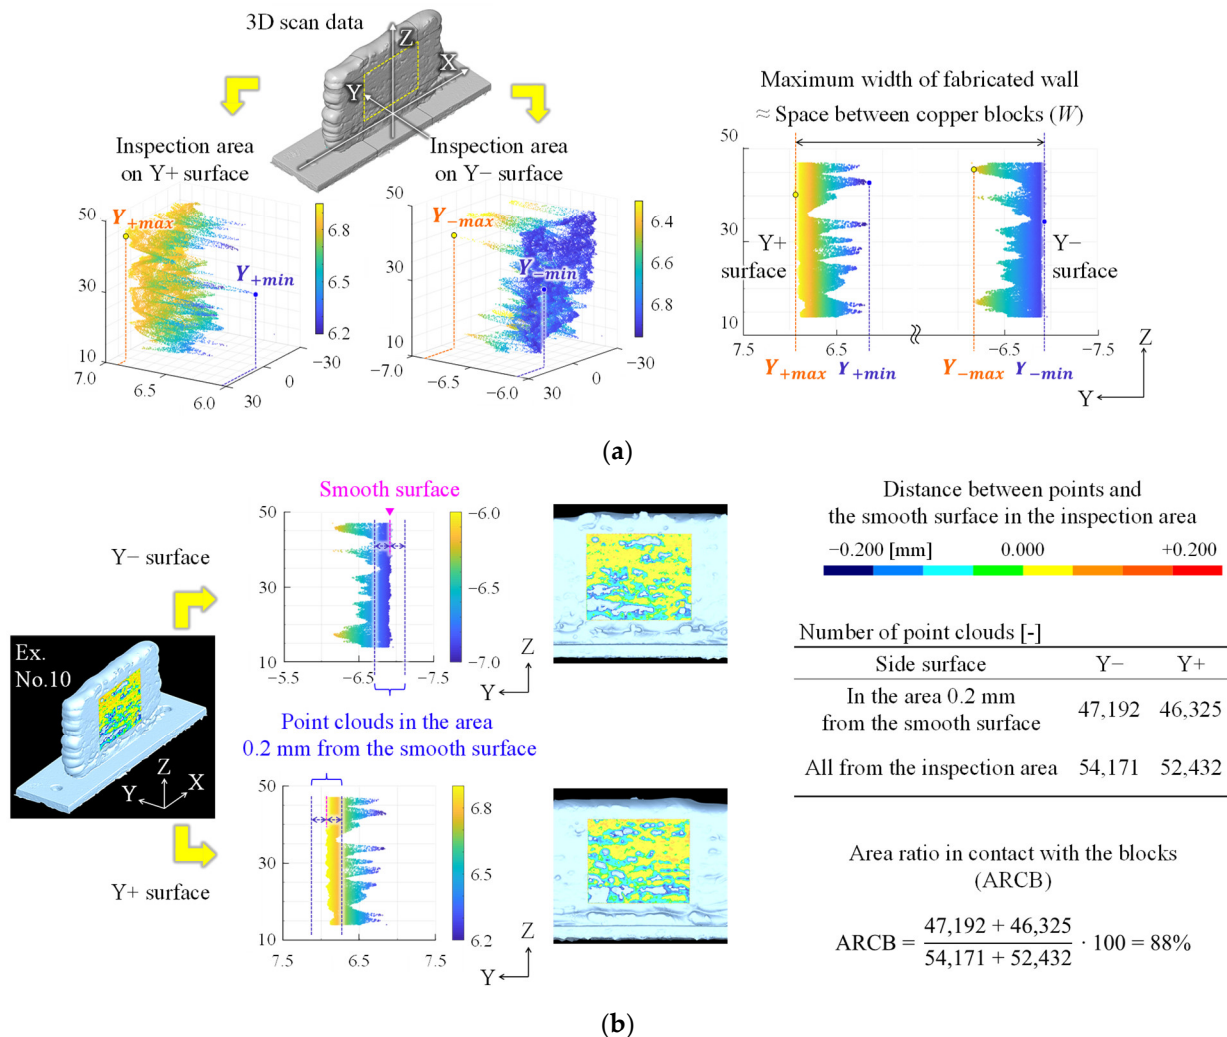 3D scan data
Z
X
Y
Inspection area
on Y+ surface
Inspection area
on Y− surface
50
30
10
7.0
6.5
6.0
30
0
−30
Y+max
Y+min
6.8
6.6
6.4
6.2
50
30
10
−7.0
−6.5
−6.0
30
0
−30
Y−max
Y−min
6.4
6.6
6.8
Maximum width of fabricated wall
≈ Space between copper blocks (W)
50
30
10
Y+
surface
Y−
surface
7.5
6.5
−6.5
−7.5
Y+max
Y+min
Y−max
Y−min
Z
Y
(a)
Smooth surface
Y− surface
50
30
10
−5.5
−6.5
−7.5
−6.0
−6.5
−7.0
Z
Y
Ex.
No.10
Z
Y
X
Point clouds in the area
0.2 mm from the smooth surface
Y+ surface
50
30
10
7.5
6.5
7.5
6.8
6.6
6.4
6.2
Z
Y
Distance between points and
the smooth surface in the inspection area
−0.200 [mm] 0.000 +0.200
Number of point clouds [-]
Side surface Y− Y+
In the area 0.2 mm
from the smooth surface 47,192 46,325
All from the inspection area 54,171 52,432
Area ratio in contact with the blocks
(ARCB)
ARCB = 47,192 + 46,325 / 54,171 + 52,432 · 100 = 88%
(b)